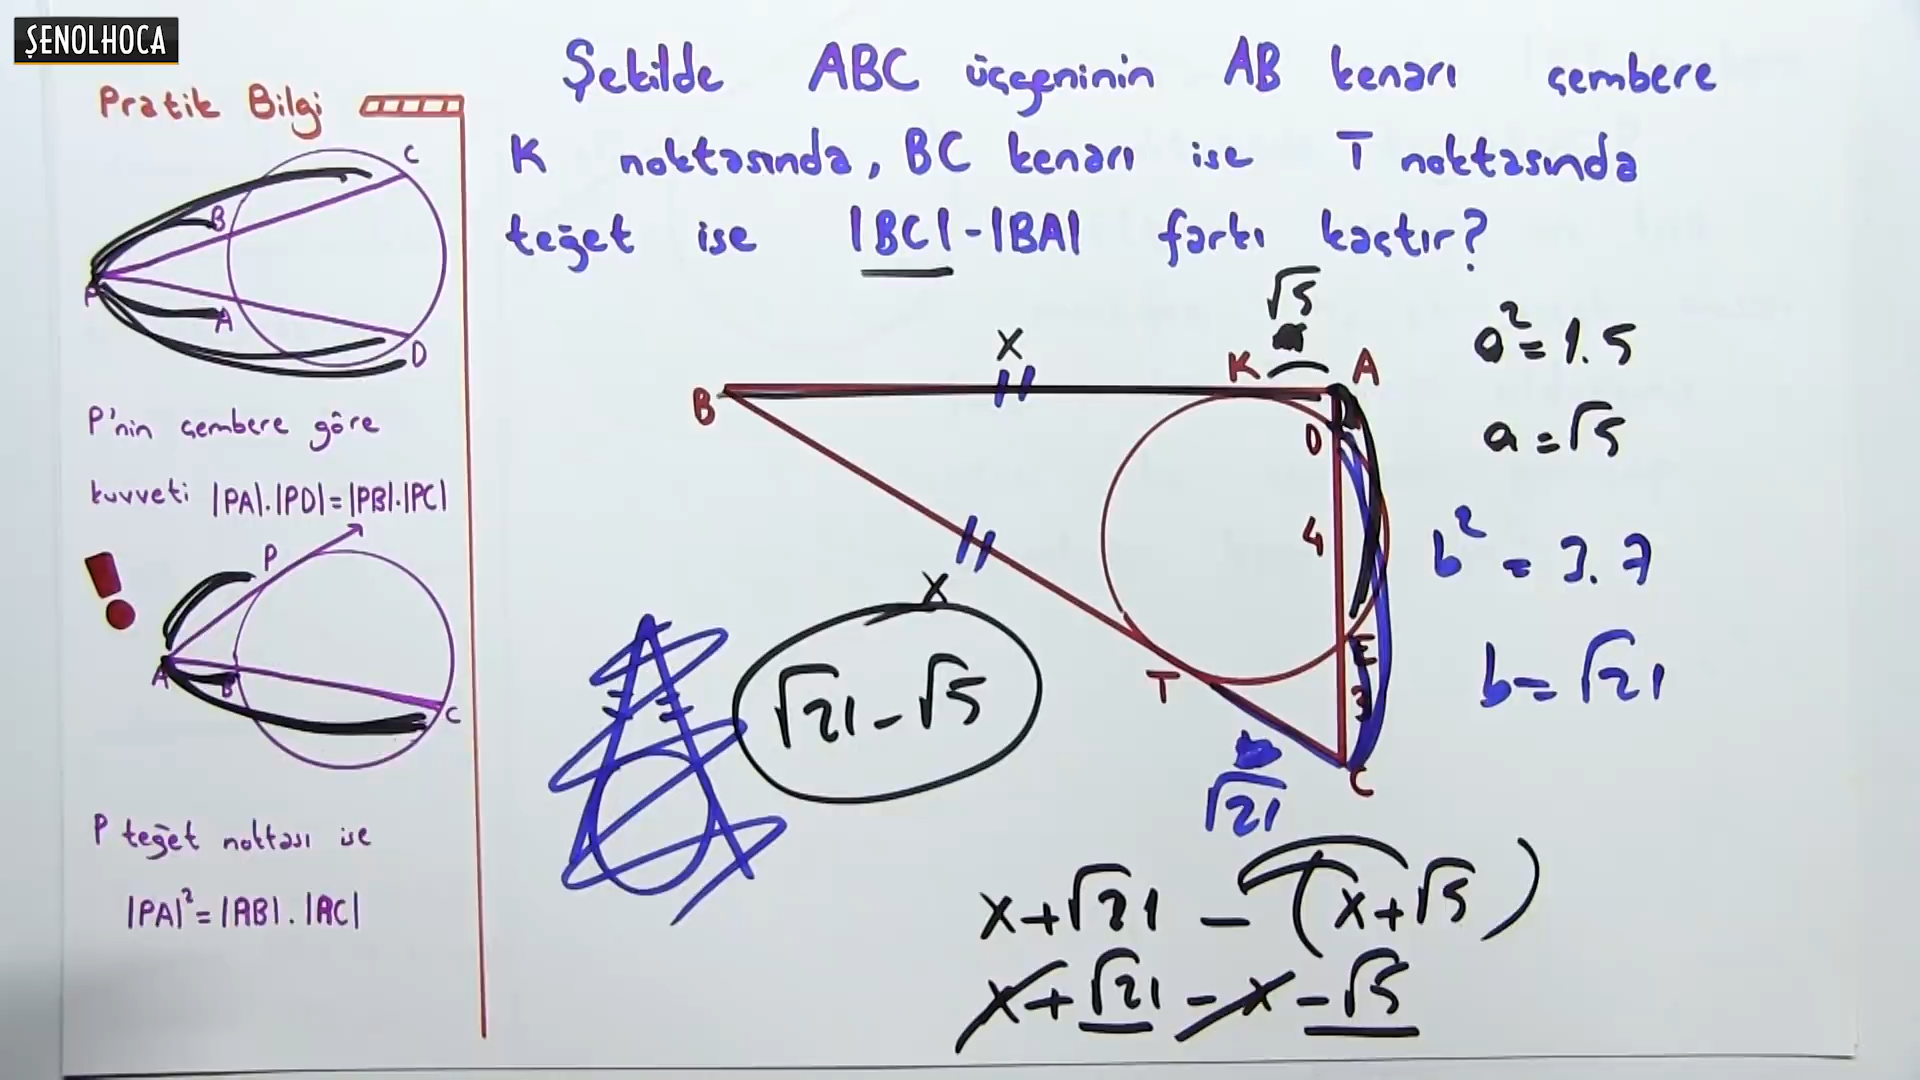 ŞENOLHOCA
Pratik Bilgi
C
B
P
A
D
P'nin çembere göre
kuvveti |PA|.|PD|=|PB|.|PC|
P
A
B
C
P teğet noktası ise
|PA|²=|AB|.|AC|
Şekilde ABC üçgeninin AB kenarı çembere
K noktasında, BC kenarı ise T noktasında
teğet ise |BC|-|BA| farkı kaçtır?
√5
x
K
A
B
D
4
x
E
T
3
C
√21
√21-√5
a²=1.5
a=√5
b²=3.7
b=√21
x+√21-(x+√5)
x+√21-x-√5